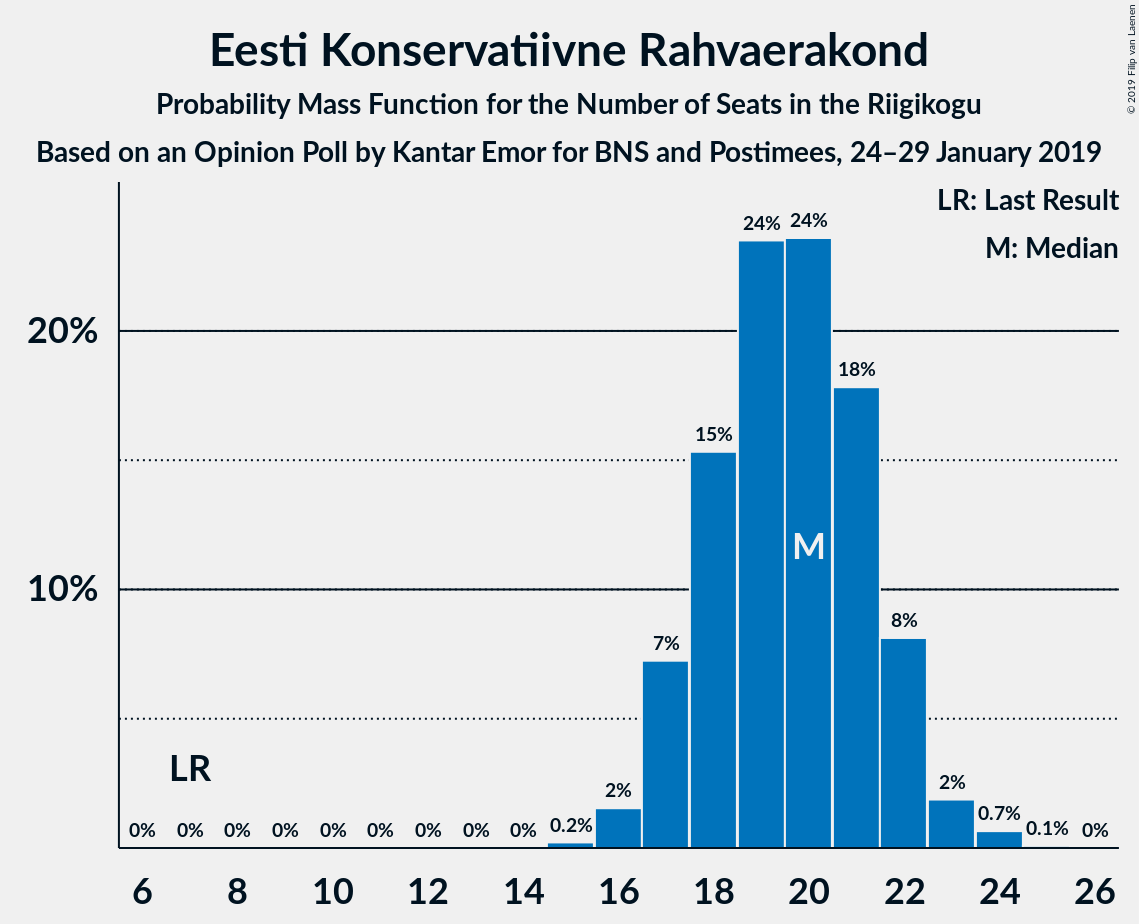 Eesti Konservatiivne Rahvaerakond
Probability Mass Function for the Number of Seats in the Riigikogu
Based on an Opinion Poll by Kantar Emor for BNS and Postimees, 24–29 January 2019
© 2019 Filip van Laenen
LR: Last Result
M: Median
20%
10%
LR
M
0% 0% 0% 0% 0% 0% 0% 0% 0% 0.2% 2% 7% 15% 24% 24% 18% 8% 2% 0.7% 0.1% 0%
6 8 10 12 14 16 18 20 22 24 26